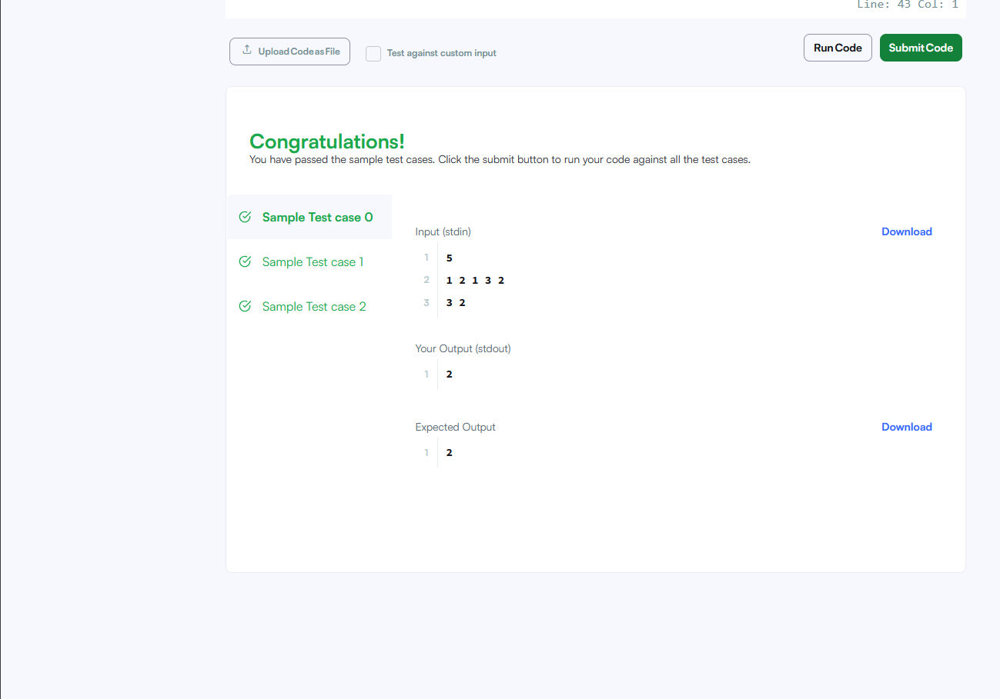 Line: 43 Col: 1
Upload Code as File
Test against custom input
Run Code
Submit Code
Congratulations!
You have passed the sample test cases. Click the submit button to run your code against all the test cases.
Sample Test case 0
Sample Test case 1
Sample Test case 2
Input (stdin)
Download
1 5
2 1 2 1 3 2
3 3 2
Your Output (stdout)
1 2
Expected Output
Download
1 2